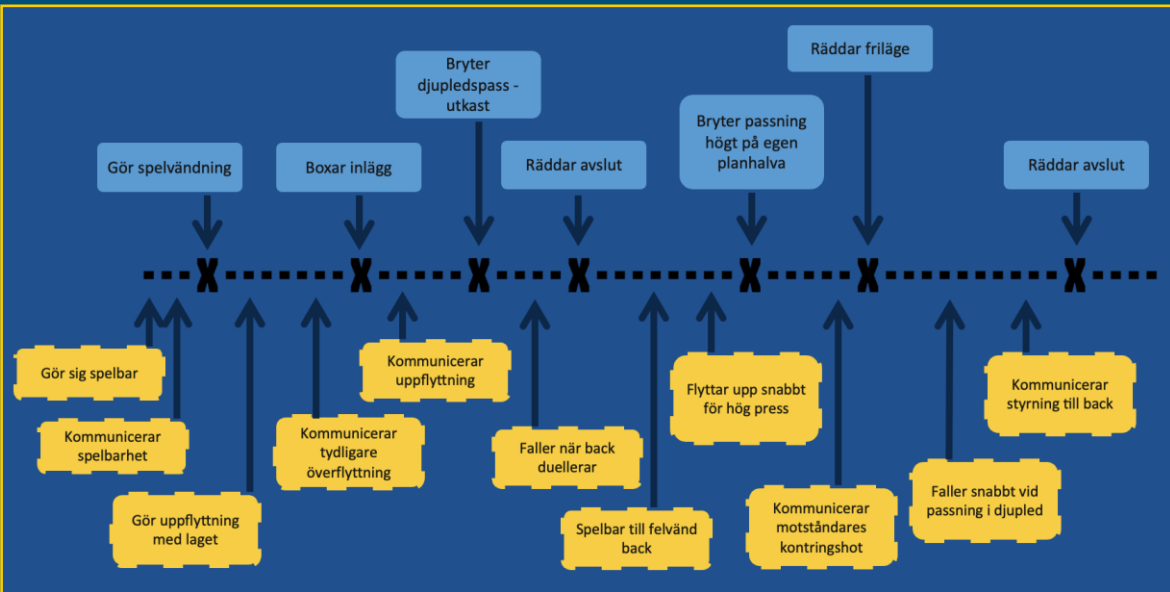 Gör spelvändning
Boxar inlägg
Bryter
djupledspass -
utkast
Räddar avslut
Bryter passning
högt på egen
planhalva
Räddar friläge
Räddar avslut
X X X X X X X
Gör sig spelbar
Kommunicerar
spelbarhet
Gör uppflyttning
med laget
Kommunicerar
tydligare
överflyttning
Kommunicerar
uppflyttning
Faller när back
duellerar
Spelbar till felvänd
back
Flyttar upp snabbt
för hög press
Kommunicerar
motståndares
kontringshot
Faller snabbt vid
passning i djupled
Kommunicerar
styrning till back